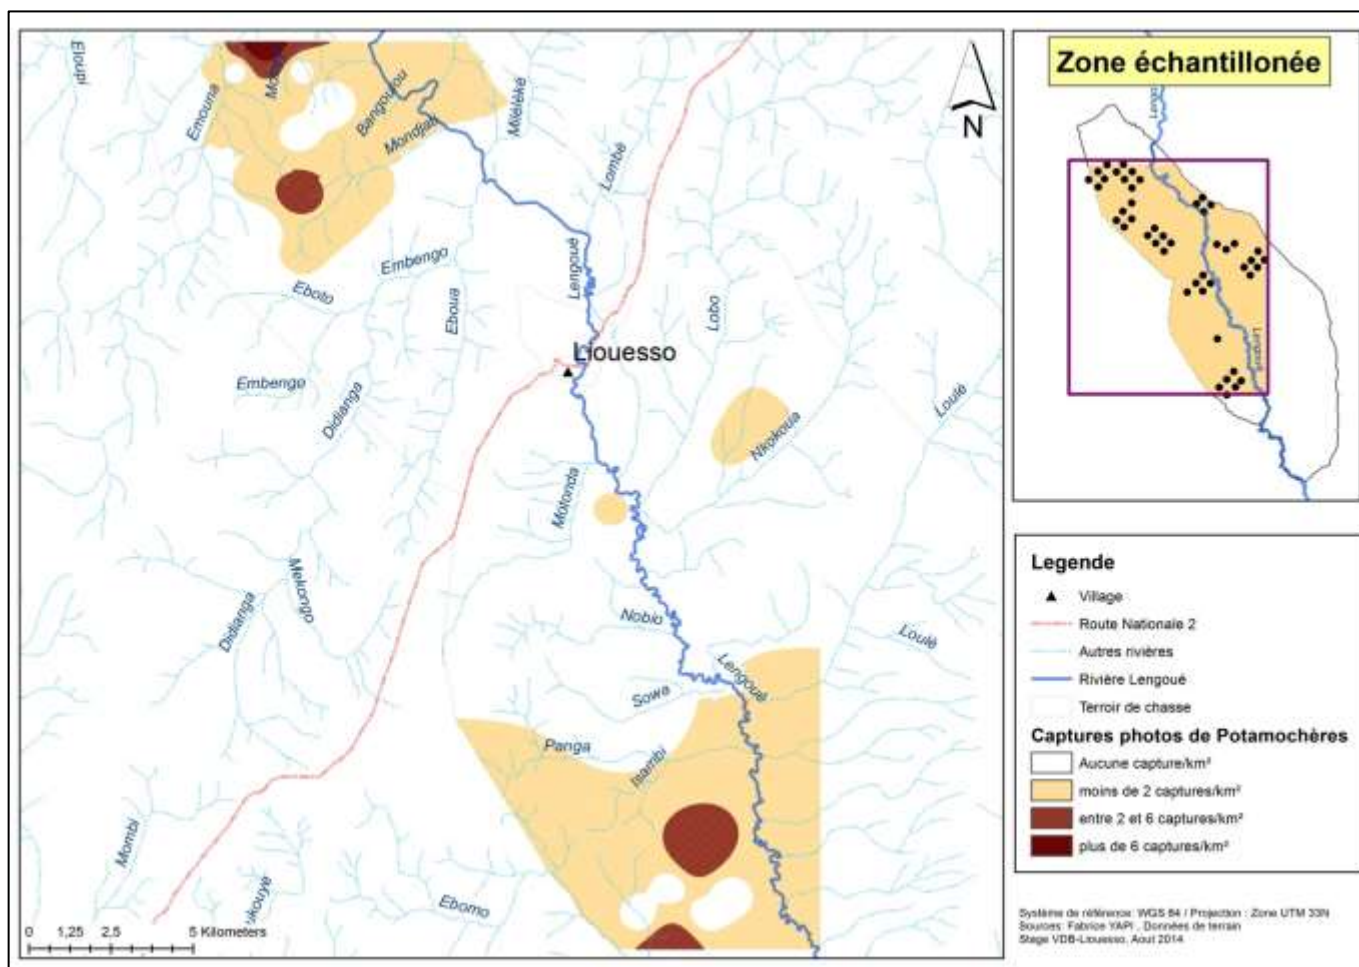 Eloupi
Emouna
Bangoulou
Mondjali
Miléleké
Lombé
N
Embengo
Eboto
Eboua
Lengoué
Lobo
Liouesso
Embengo
Didianga
Nkokoua
Loulé
Motonda
Mekongo
Didianga
Nobio
Loulé
Lengoué
Sowa
Panga
Isambi
Mombi
Ebomo
0 1,25 2,5 5 Kilometers
Zone échantillonée
Lengoué
Legende
Village
Route Nationale 2
Autres rivières
Rivière Lengoué
Terroir de chasse
Captures photos de Potamochères
Aucune capture/km²
moins de 2 captures/km²
entre 2 et 6 captures/km²
plus de 6 captures/km²
Système de référence: WGS 84 / Projection : Zone UTM 33N
Sources: Fabrice YAPI , Données de terrain
Stage VDB-Liouesso, Aout 2014